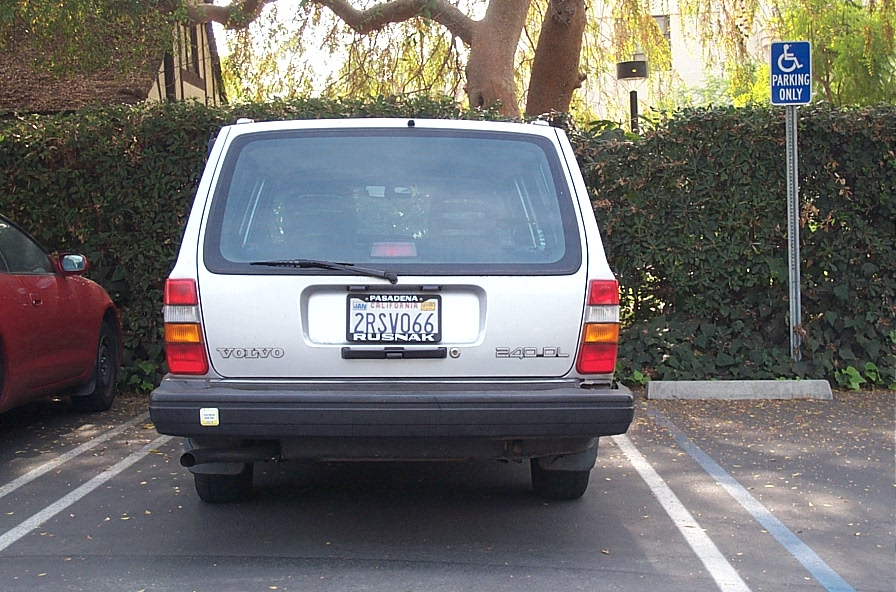 PARKING
ONLY
PASADENA
JAN CALIFORNIA
2RSV066
RUSNAK
VOLVO
240 DL